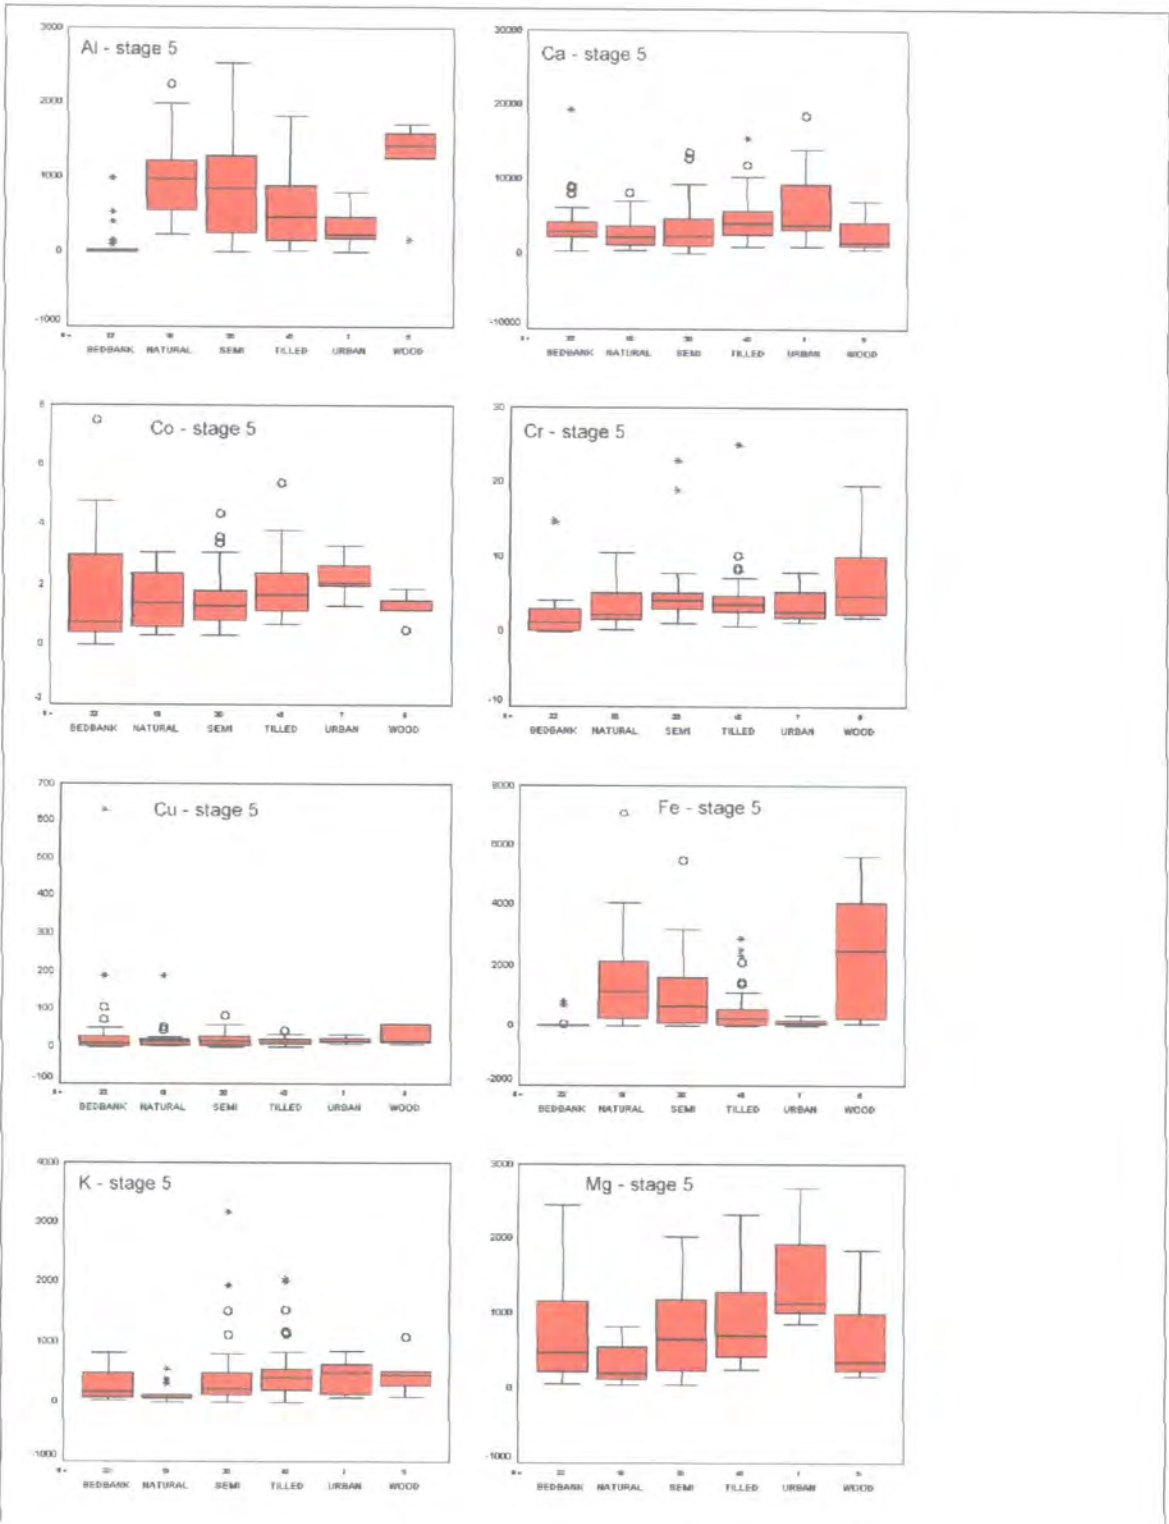 Al - stage 5
3000
2000
1000
0
-1000
BEDBANK NATURAL SEMI TILLED URBAN WOOD
Ca - stage 5
30000
20000
10000
0
-10000
BEDBANK NATURAL SEMI TILLED URBAN WOOD
Co - stage 5
8
6
4
2
0
-2
BEDBANK NATURAL SEMI TILLED URBAN WOOD
Cr - stage 5
30
20
10
0
-10
BEDBANK NATURAL SEMI TILLED URBAN WOOD
Cu - stage 5
700
600
500
400
300
200
100
0
-100
BEDBANK NATURAL SEMI TILLED URBAN WOOD
Fe - stage 5
8000
6000
4000
2000
0
-2000
BEDBANK NATURAL SEMI TILLED URBAN WOOD
K - stage 5
4000
3000
2000
1000
0
-1000
BEDBANK NATURAL SEMI TILLED URBAN WOOD
Mg - stage 5
3000
2000
1000
0
-1000
BEDBANK NATURAL SEMI TILLED URBAN WOOD